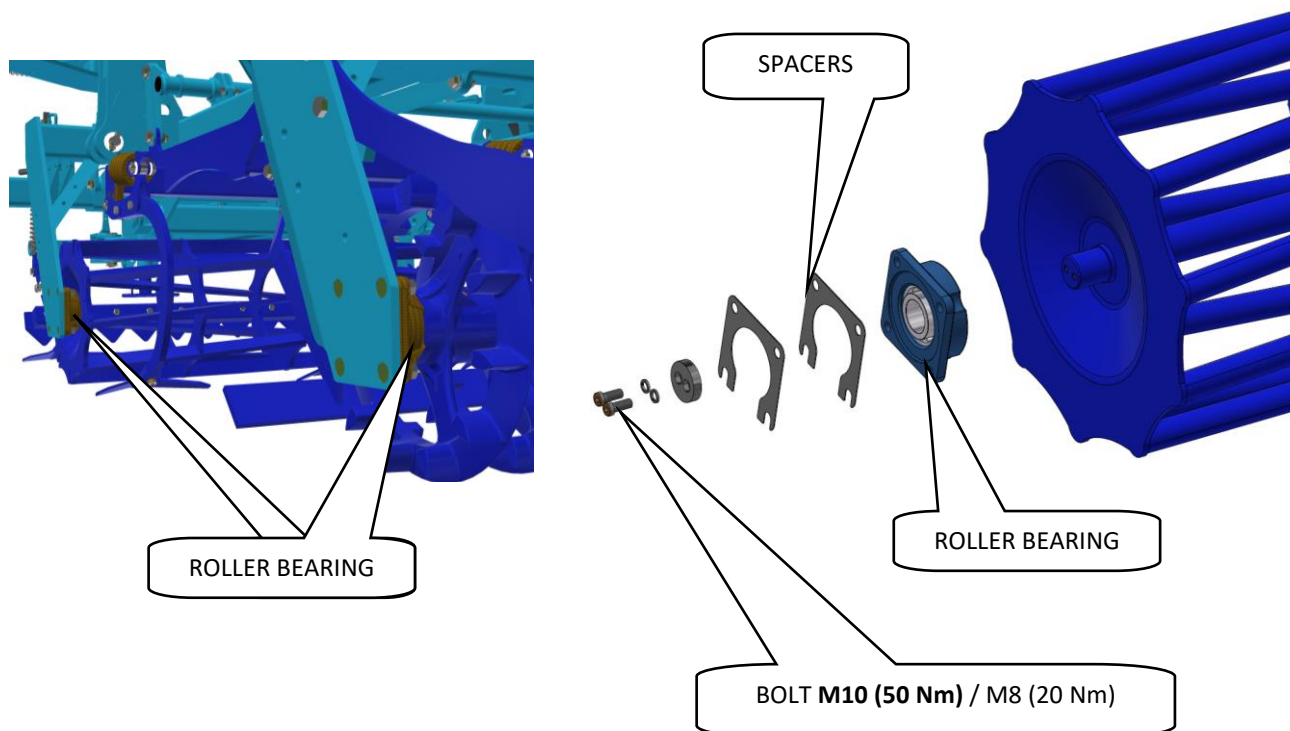 SPACERS
ROLLER BEARING
ROLLER BEARING
BOLT M10 (50 Nm) / M8 (20 Nm)